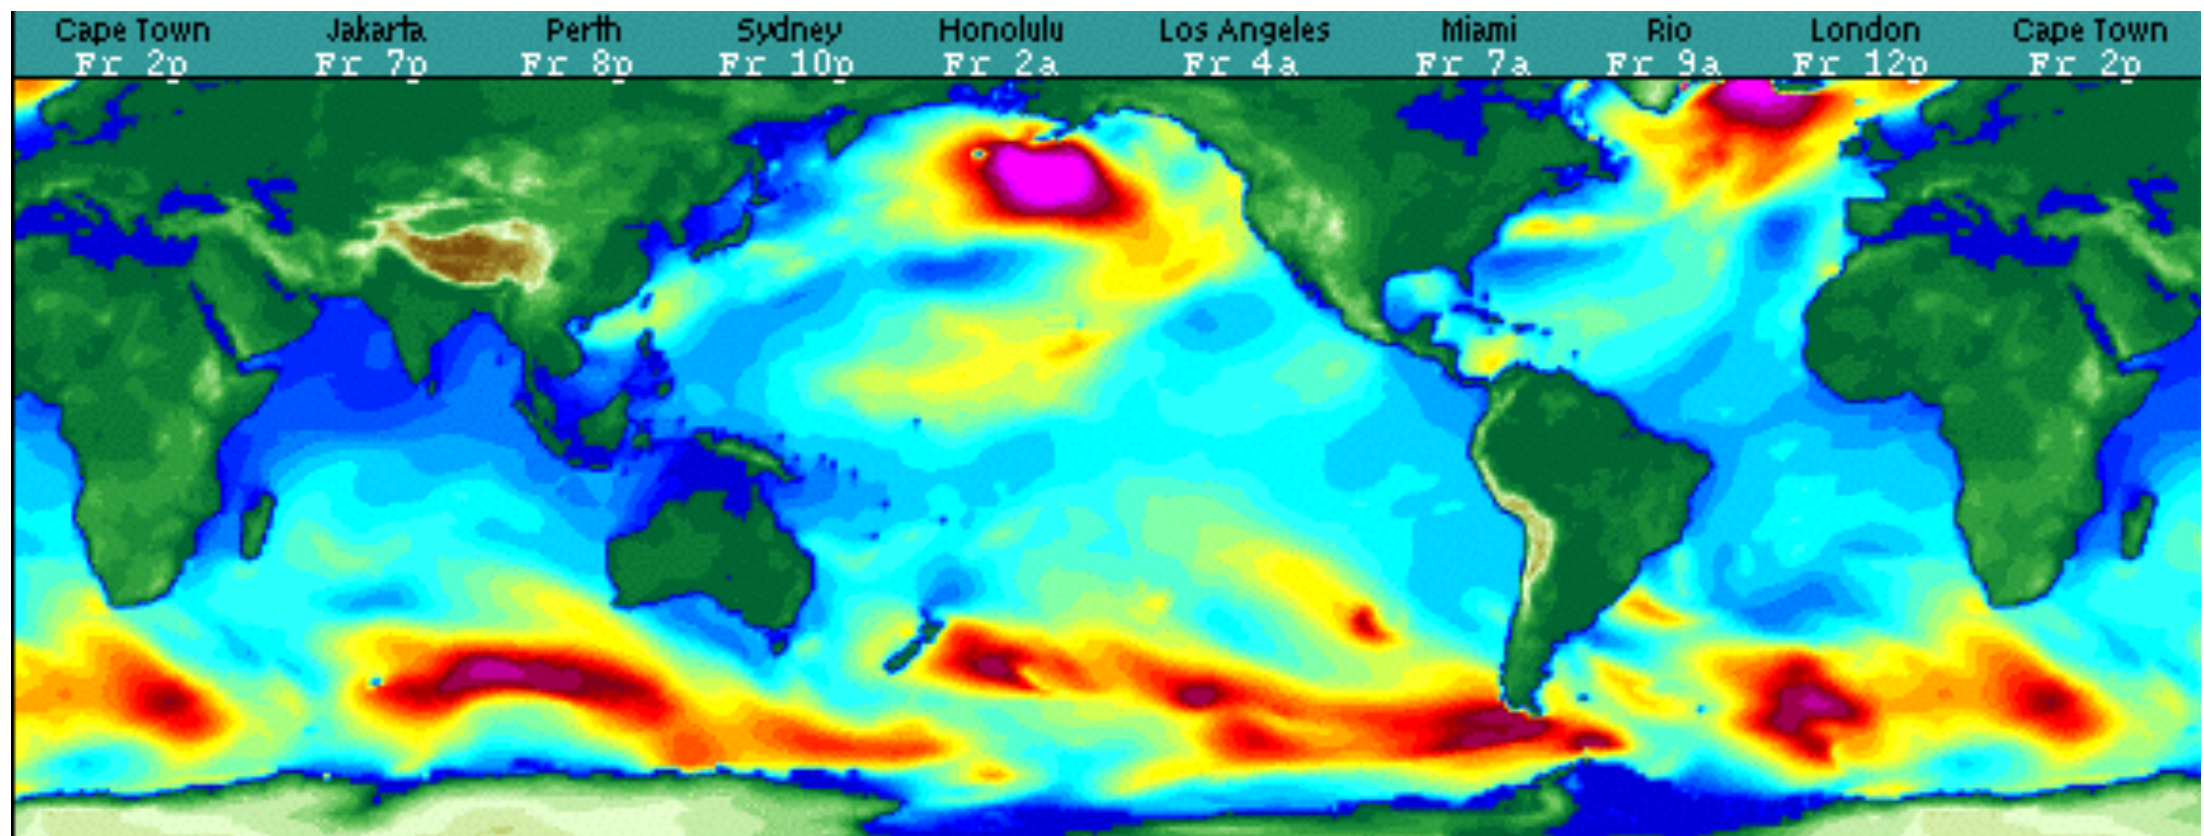 Cape Town Jakarta Perth Sydney Honolulu Los Angeles Miami Rio London Cape Town
Fr 2p Fr 7p Fr 8p Fr 10p Fr 2a Fr 4a Fr 7a Fr 9a Fr 12p Fr 2p